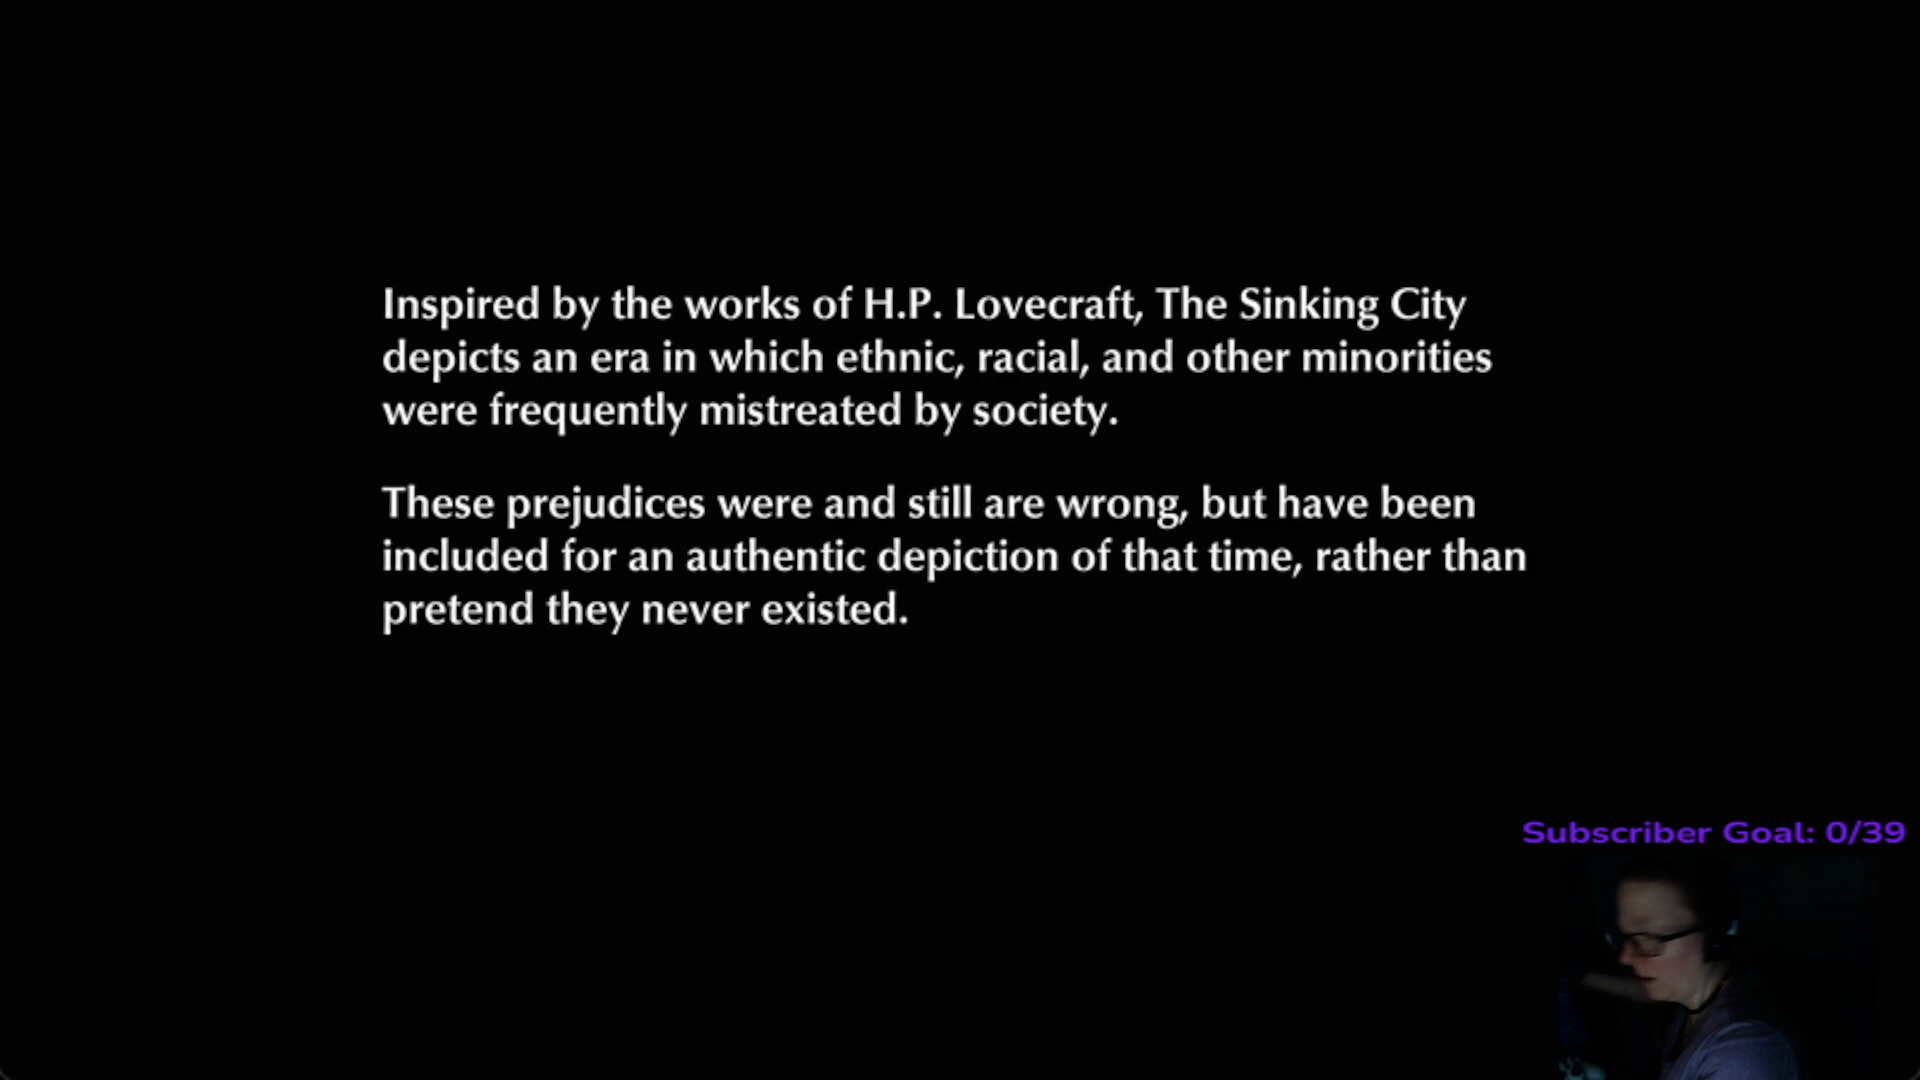 Inspired by the works of H.P. Lovecraft, The Sinking City
depicts an era in which ethnic, racial, and other minorities
were frequently mistreated by society.
These prejudices were and still are wrong, but have been
included for an authentic depiction of that time, rather than
pretend they never existed.
Subscriber Goal: 0/39